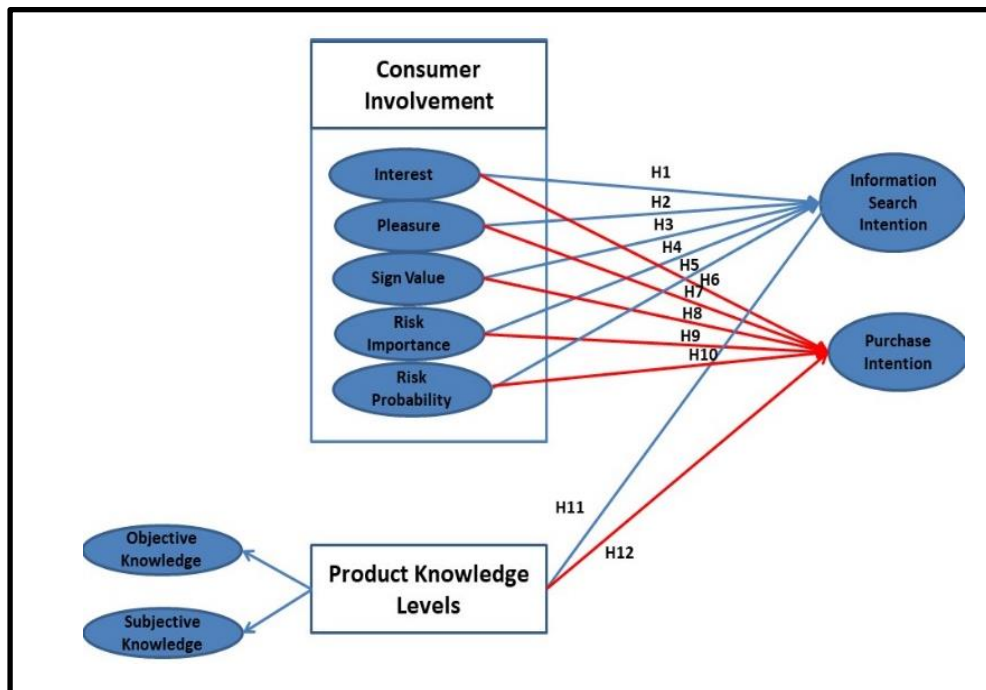 Consumer
Involvement
Interest
Pleasure
Sign Value
Risk
Importance
Risk
Probability
H1
H2
H3
H4
H5
H6
H7
H8
H9
H10
Information
Search
Intention
Purchase
Intention
H11
H12
Objective
Knowledge
Subjective
Knowledge
Product Knowledge
Levels